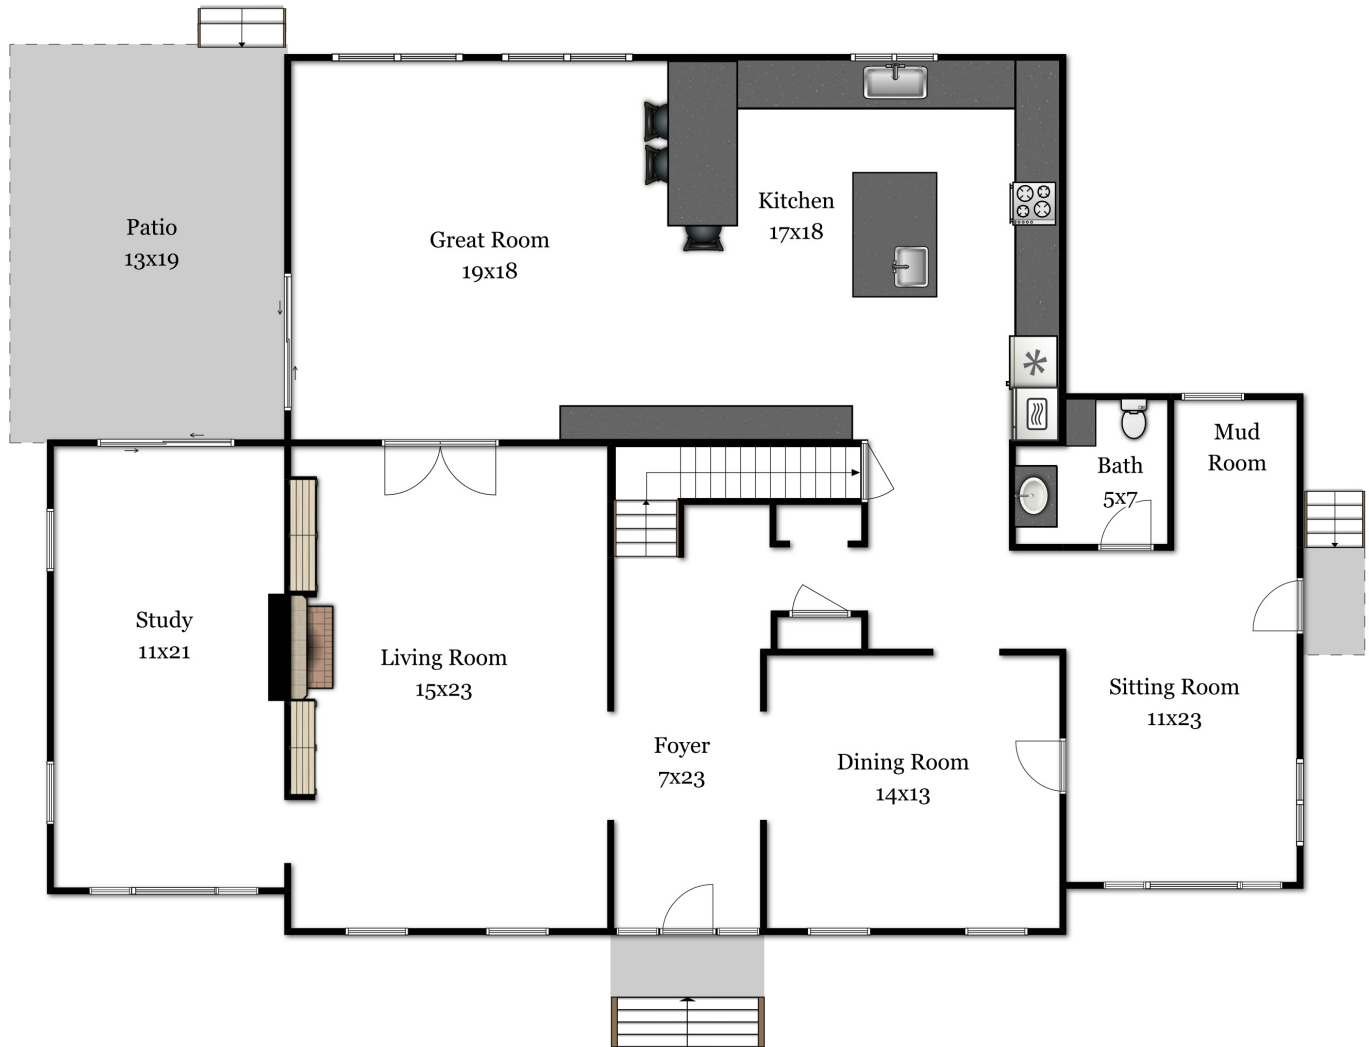 Patio
13x19
Great Room
19x18
Kitchen
17x18
Mud
Room
Bath
5x7
Study
11x21
Living Room
15x23
Foyer
7x23
Dining Room
14x13
Sitting Room
11x23